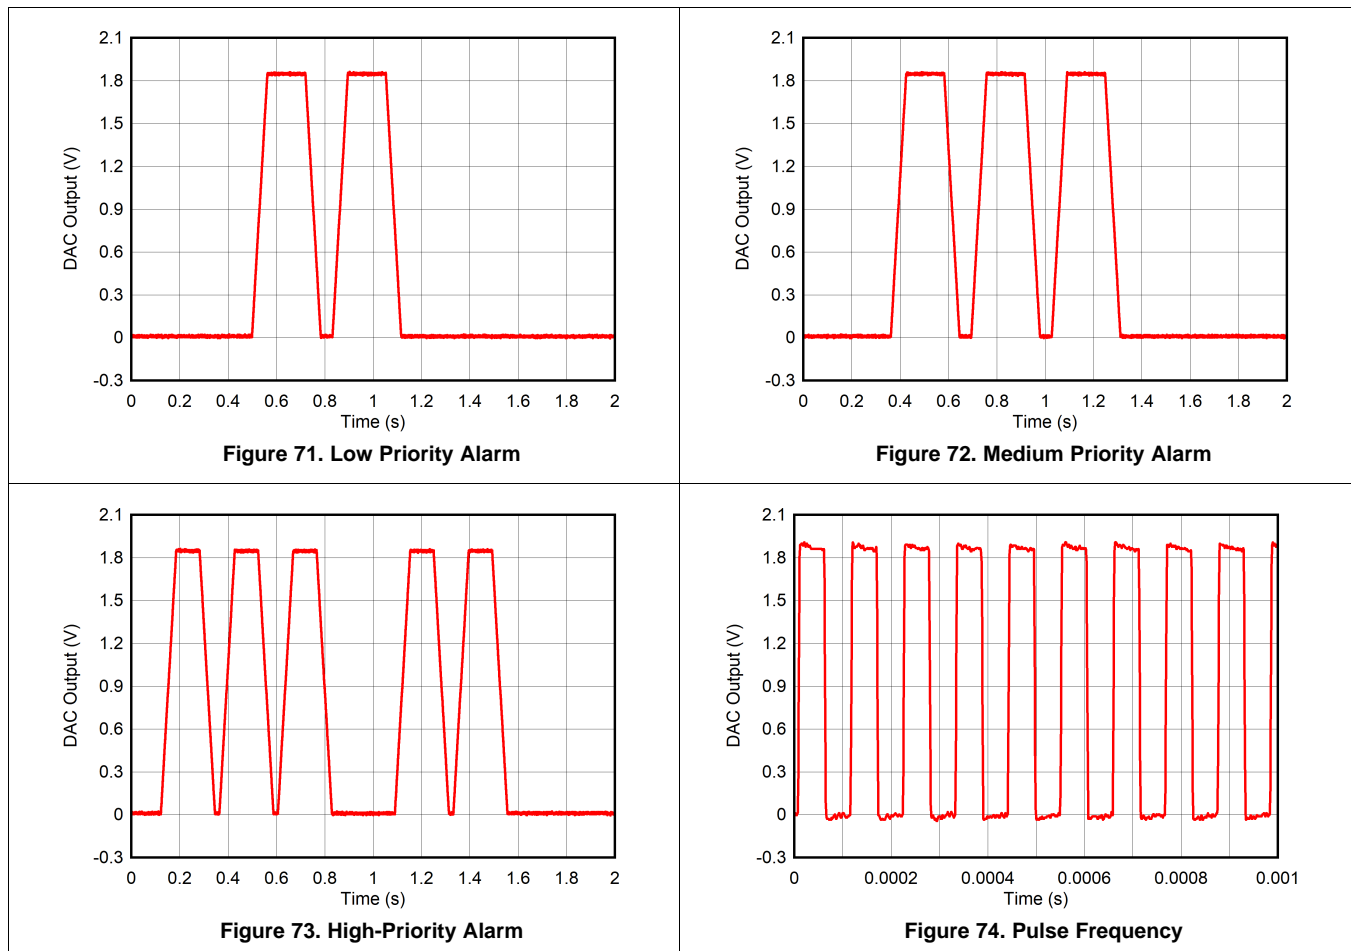 2.1
1.8
1.5
1.2
0.9
0.6
0.3
0
-0.3
DAC Output (V)
0 0.2 0.4 0.6 0.8 1 1.2 1.4 1.6 1.8 2
Time (s)
Figure 71. Low Priority Alarm
2.1
1.8
1.5
1.2
0.9
0.6
0.3
0
-0.3
DAC Output (V)
0 0.2 0.4 0.6 0.8 1 1.2 1.4 1.6 1.8 2
Time (s)
Figure 72. Medium Priority Alarm
2.1
1.8
1.5
1.2
0.9
0.6
0.3
0
-0.3
DAC Output (V)
0 0.2 0.4 0.6 0.8 1 1.2 1.4 1.6 1.8 2
Time (s)
Figure 73. High-Priority Alarm
2.1
1.8
1.5
1.2
0.9
0.6
0.3
0
-0.3
DAC Output (V)
0 0.0002 0.0004 0.0006 0.0008 0.001
Time (s)
Figure 74. Pulse Frequency